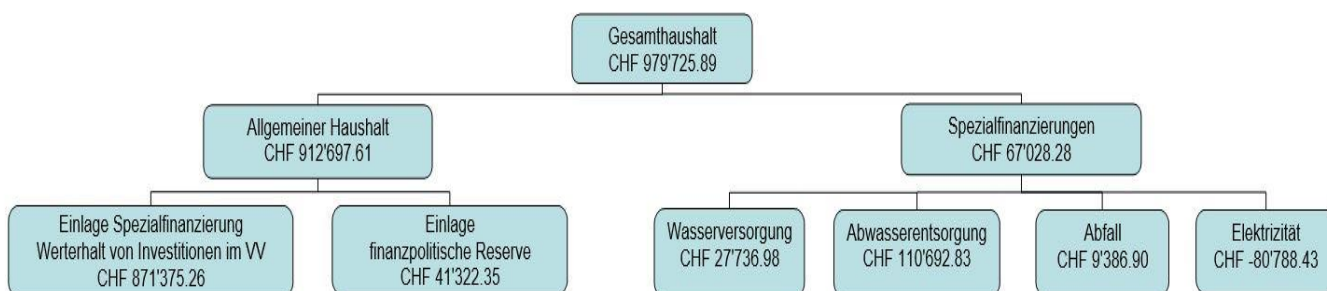 Gesamthaushalt
CHF 979'725.89
Allgemeiner Haushalt
CHF 912'697.61
Spezialfinanzierungen
CHF 67'028.28
Einlage Spezialfinanzierung
Werterhalt von Investitionen im VV
CHF 871'375.26
Einlage
finanzpolitische Reserve
CHF 41'322.35
Wasserversorgung
CHF 27'736.98
Abwasserentsorgung
CHF 110'692.83
Abfall
CHF 9'386.90
Elektrizität
CHF -80'788.43